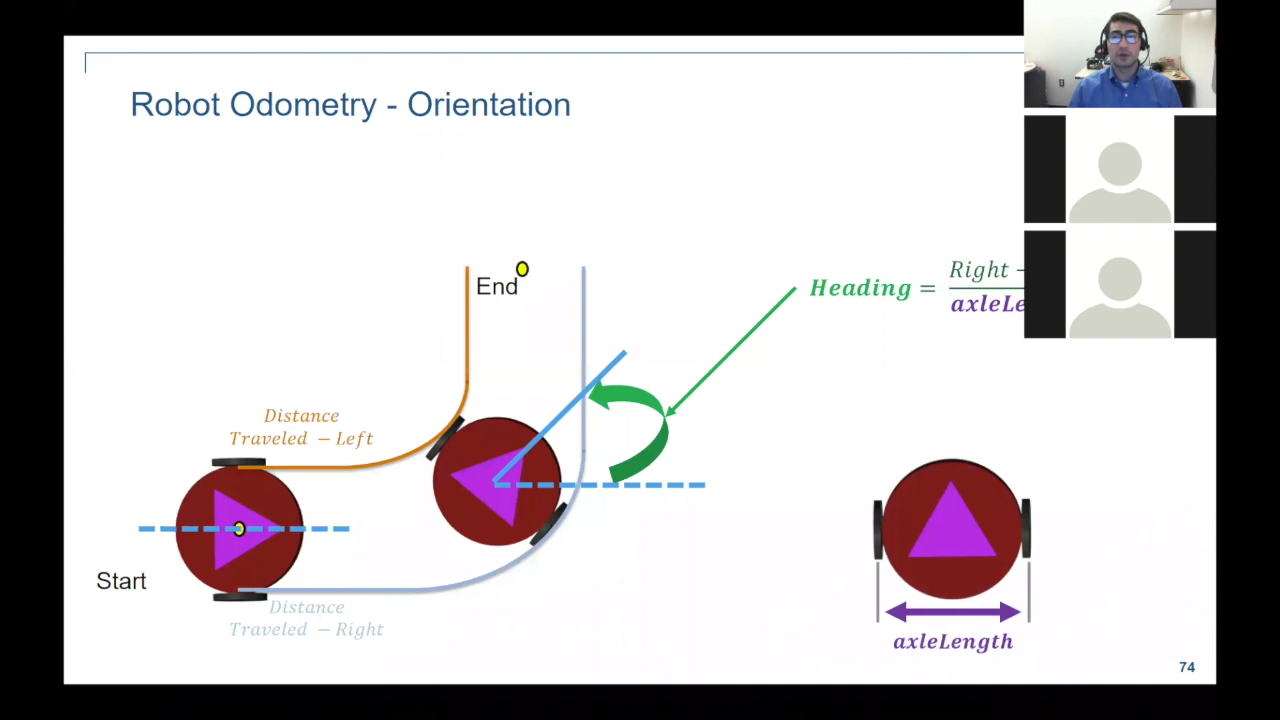 Robot Odometry - Orientation
End
Heading = Right -
axleLe
Distance
Traveled - Left
Start
Distance
Traveled - Right
axleLength
74